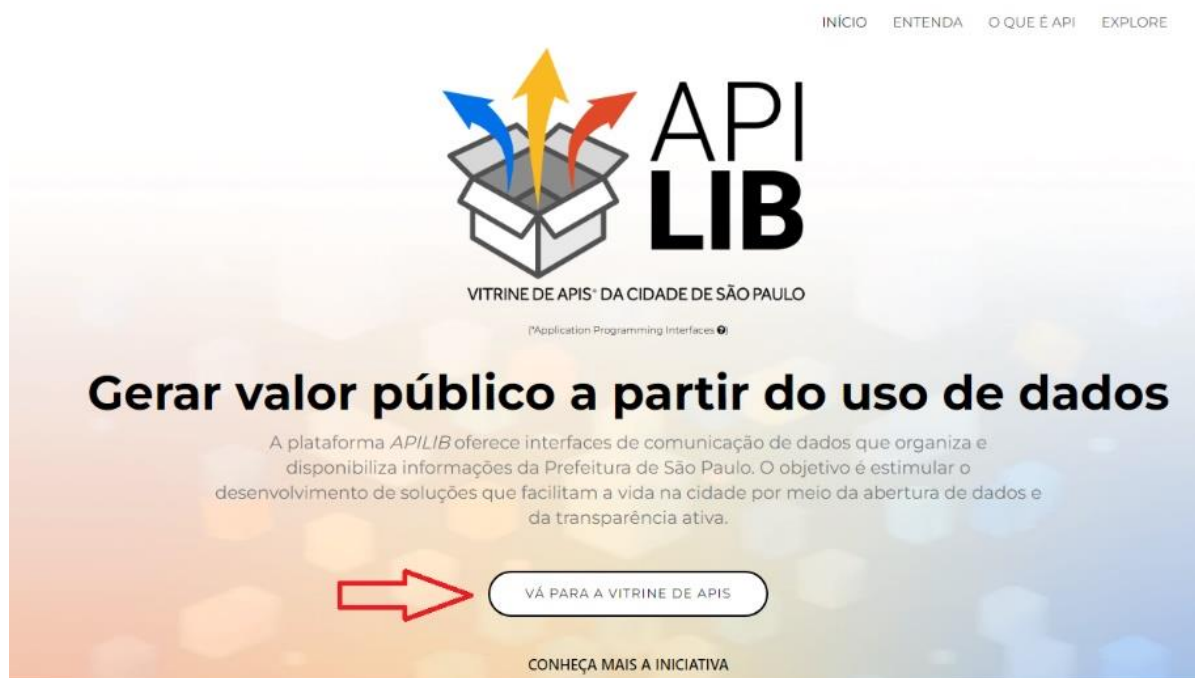 INÍCIO ENTENDA O QUE É API EXPLORE
API
LIB
VITRINE DE APIS* DA CIDADE DE SÃO PAULO
(*Application Programming Interfaces ?)
Gerar valor público a partir do uso de dados
A plataforma APILIB oferece interfaces de comunicação de dados que organiza e
disponibiliza informações da Prefeitura de São Paulo. O objetivo é estimular o
desenvolvimento de soluções que facilitam a vida na cidade por meio da abertura de dados e
da transparência ativa.
VÁ PARA A VITRINE DE APIS
CONHEÇA MAIS A INICIATIVA